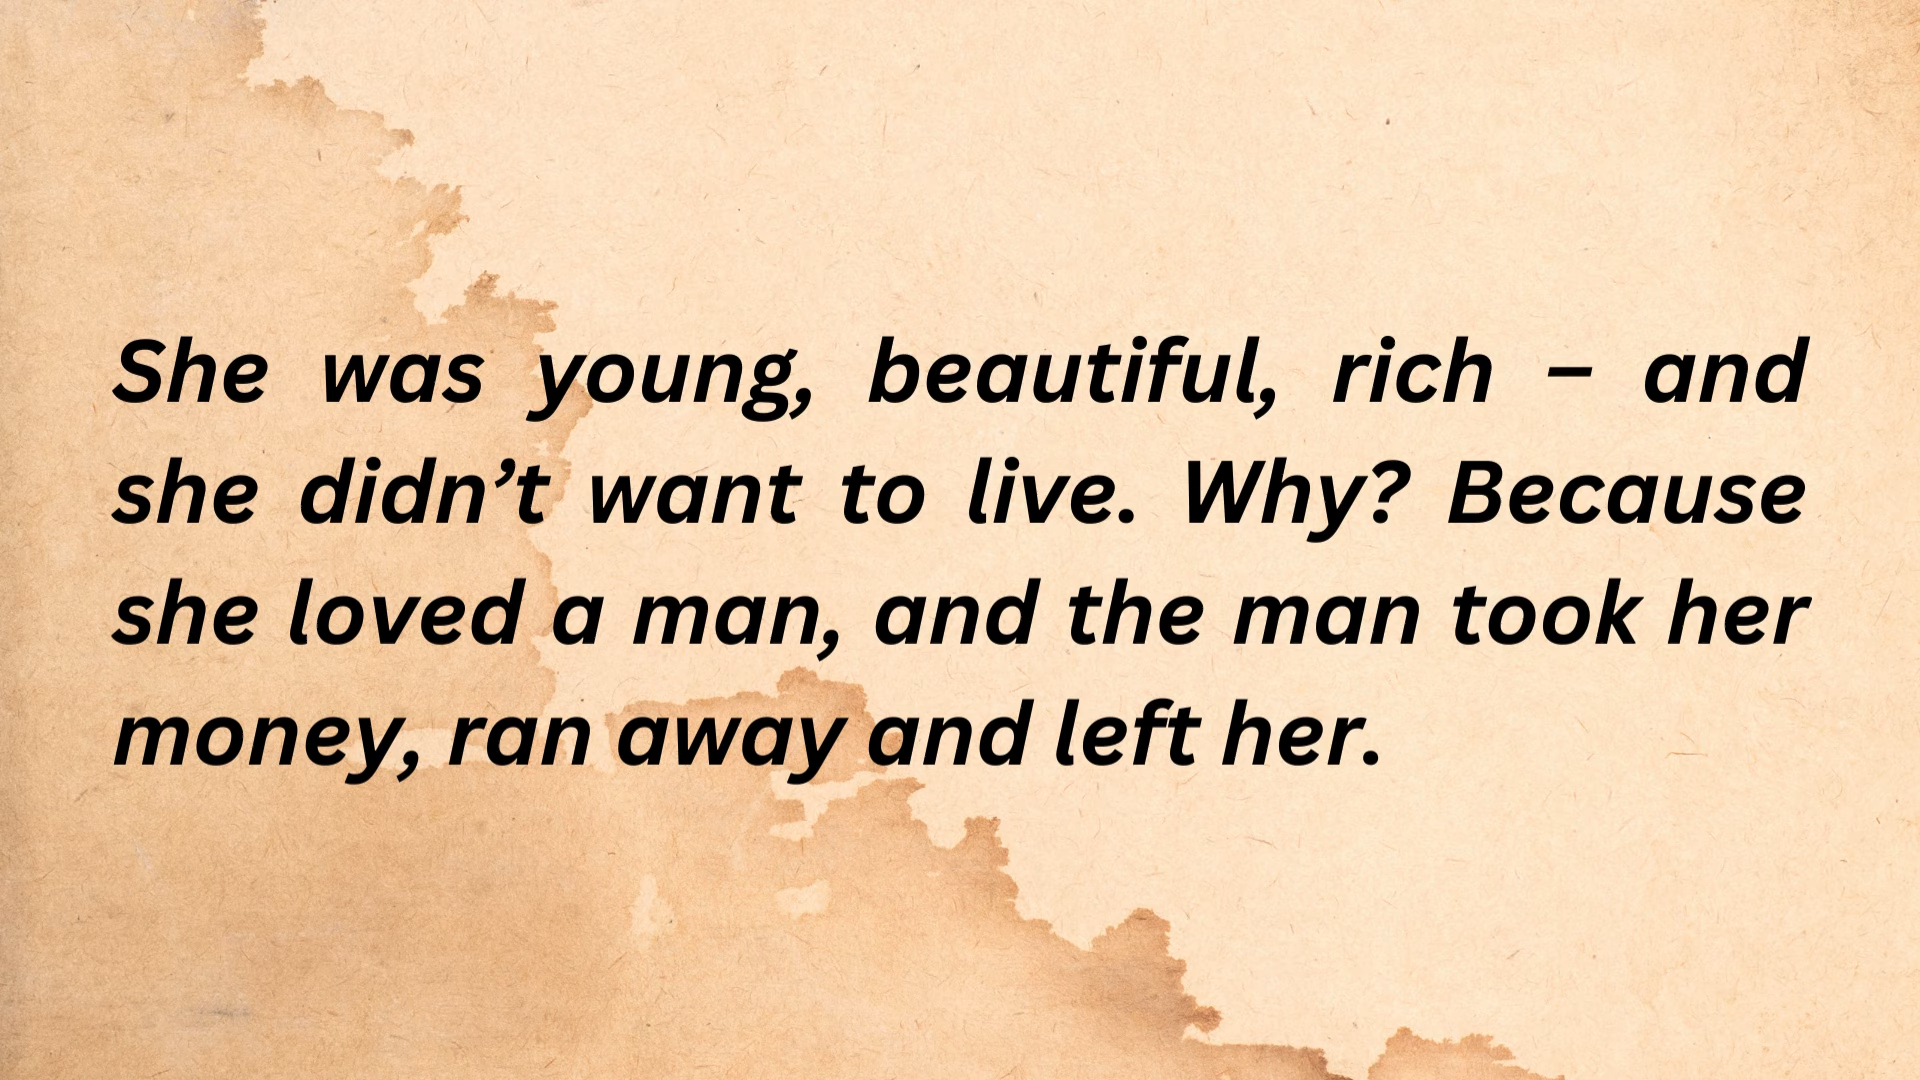 She was young, beautiful, rich – and
she didn’t want to live. Why? Because
she loved a man, and the man took her
money, ran away and left her.